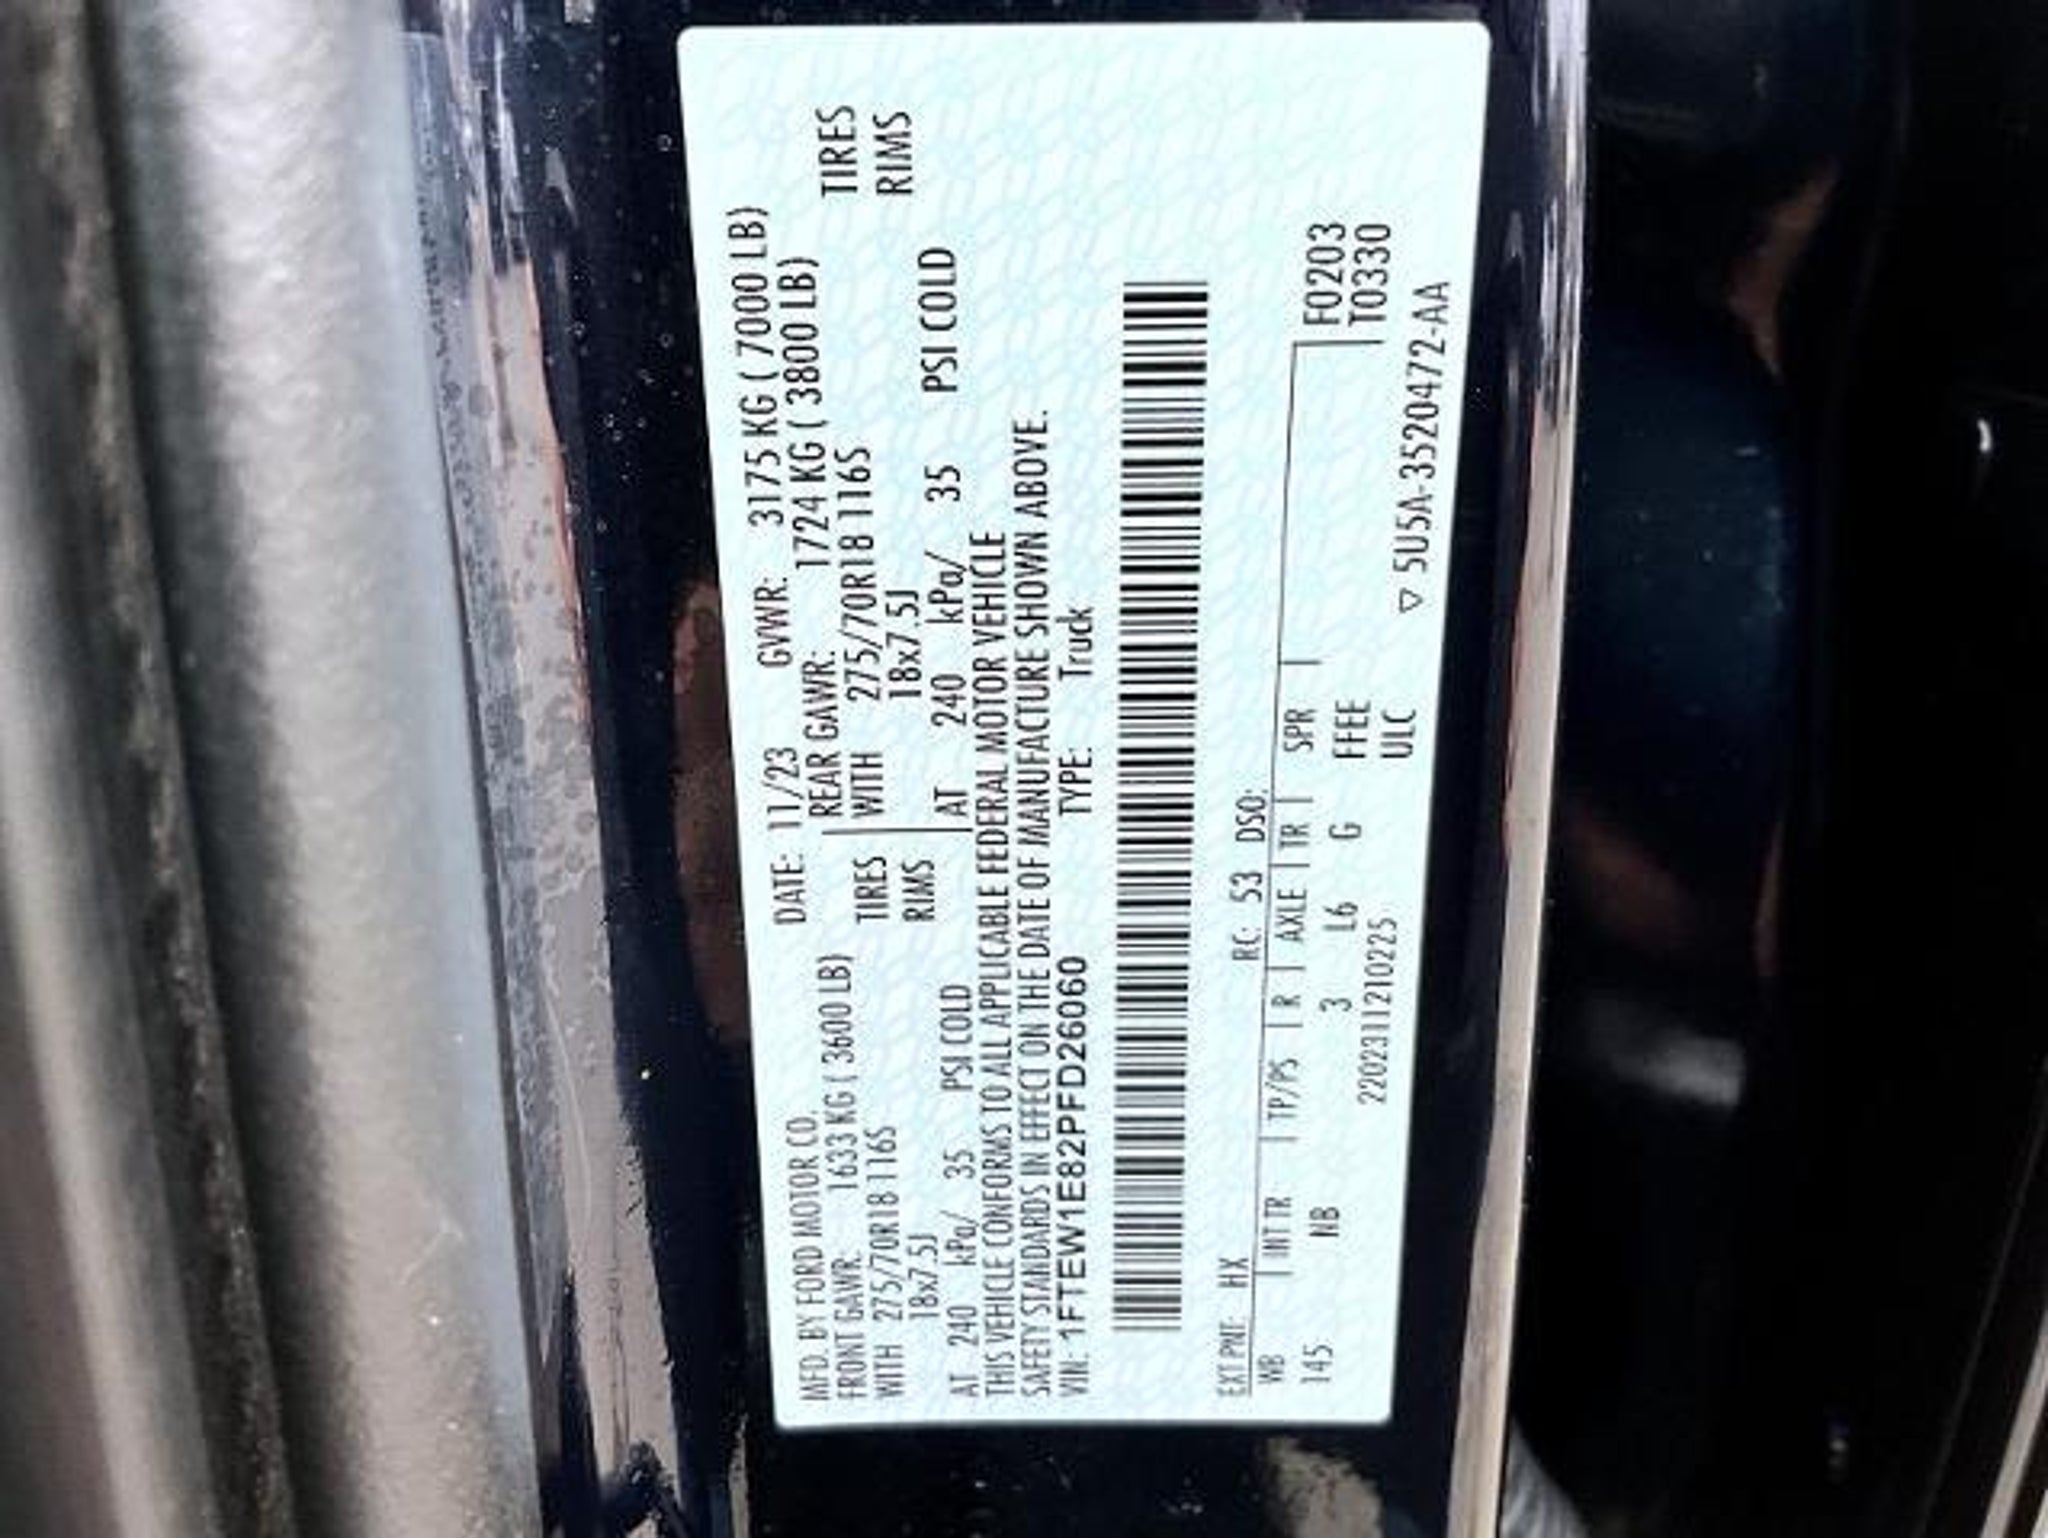 MFD. BY FORD MOTOR CO. DATE: 11/23 GVWR: 3175 KG ( 7000 LB)
FRONT GAWR: 1633 KG ( 3600 LB) REAR GAWR: 1724 KG ( 3800 LB)
WITH 275/70R18 116S TIRES WITH 275/70R18 116S TIRES
18x7.5J RIMS 18x7.5J RIMS
AT 240 kPa/ 35 PSI COLD AT 240 kPa/ 35 PSI COLD
THIS VEHICLE CONFORMS TO ALL APPLICABLE FEDERAL MOTOR VEHICLE
SAFETY STANDARDS IN EFFECT ON THE DATE OF MANUFACTURE SHOWN ABOVE.
VIN: 1FTEW1E82PFD26060 TYPE: Truck
EXT PNT: HX RC: 53 DSO:
WB INT TR TP/PS R AXLE TR SPR F0203
145 NB 3 L6 G FFEE T0330
220231121022S ULC
▽ 5U5A-3520472-AA